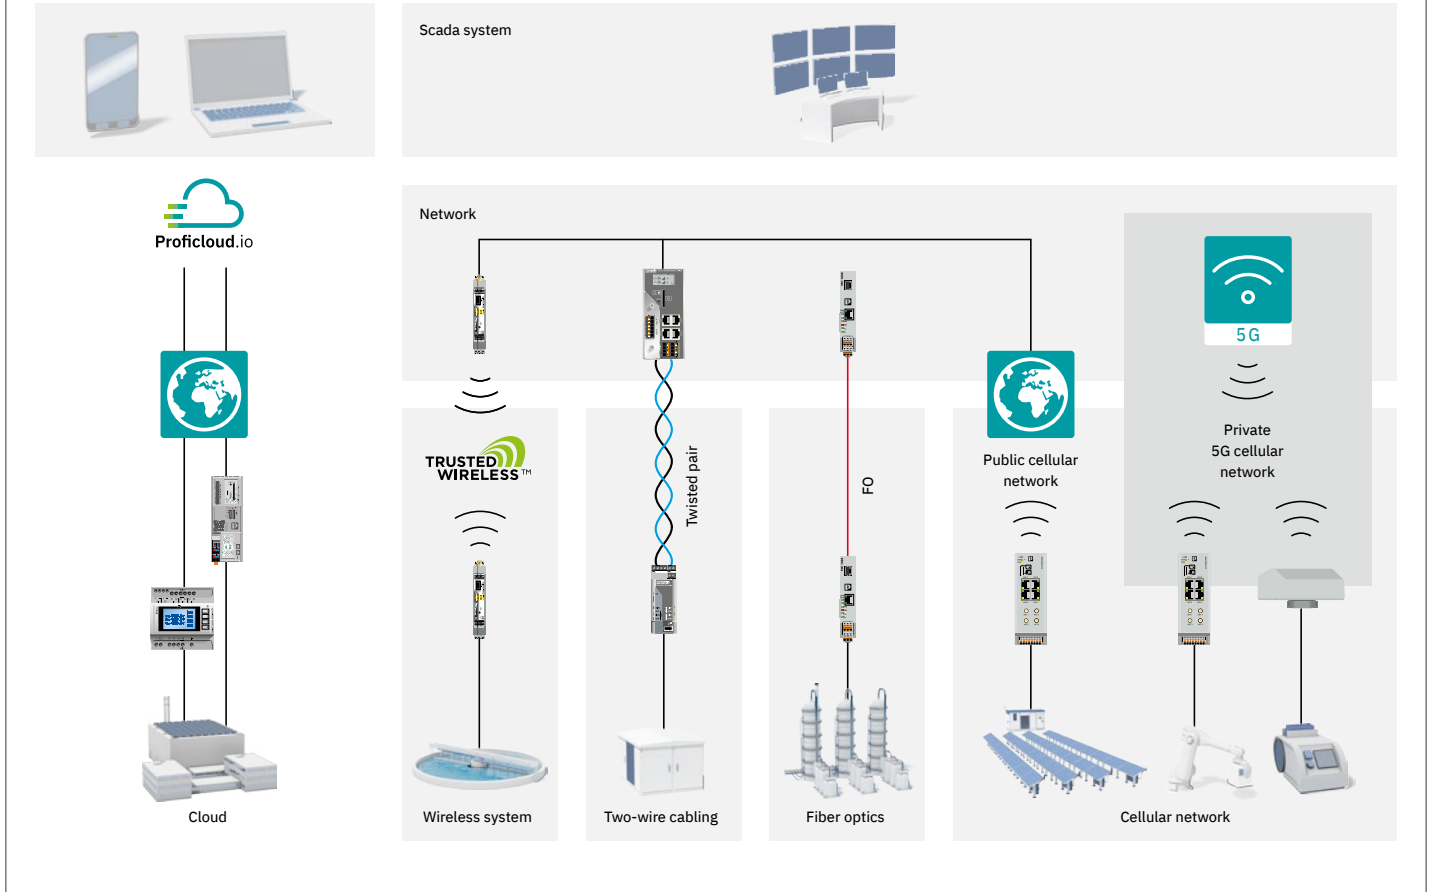 Scada system
Proficloud.io
Network
5G
TRUSTED
WIRELESS™
Twisted pair
FO
Public cellular
network
Private
5G cellular
network
Cloud
Wireless system
Two-wire cabling
Fiber optics
Cellular network